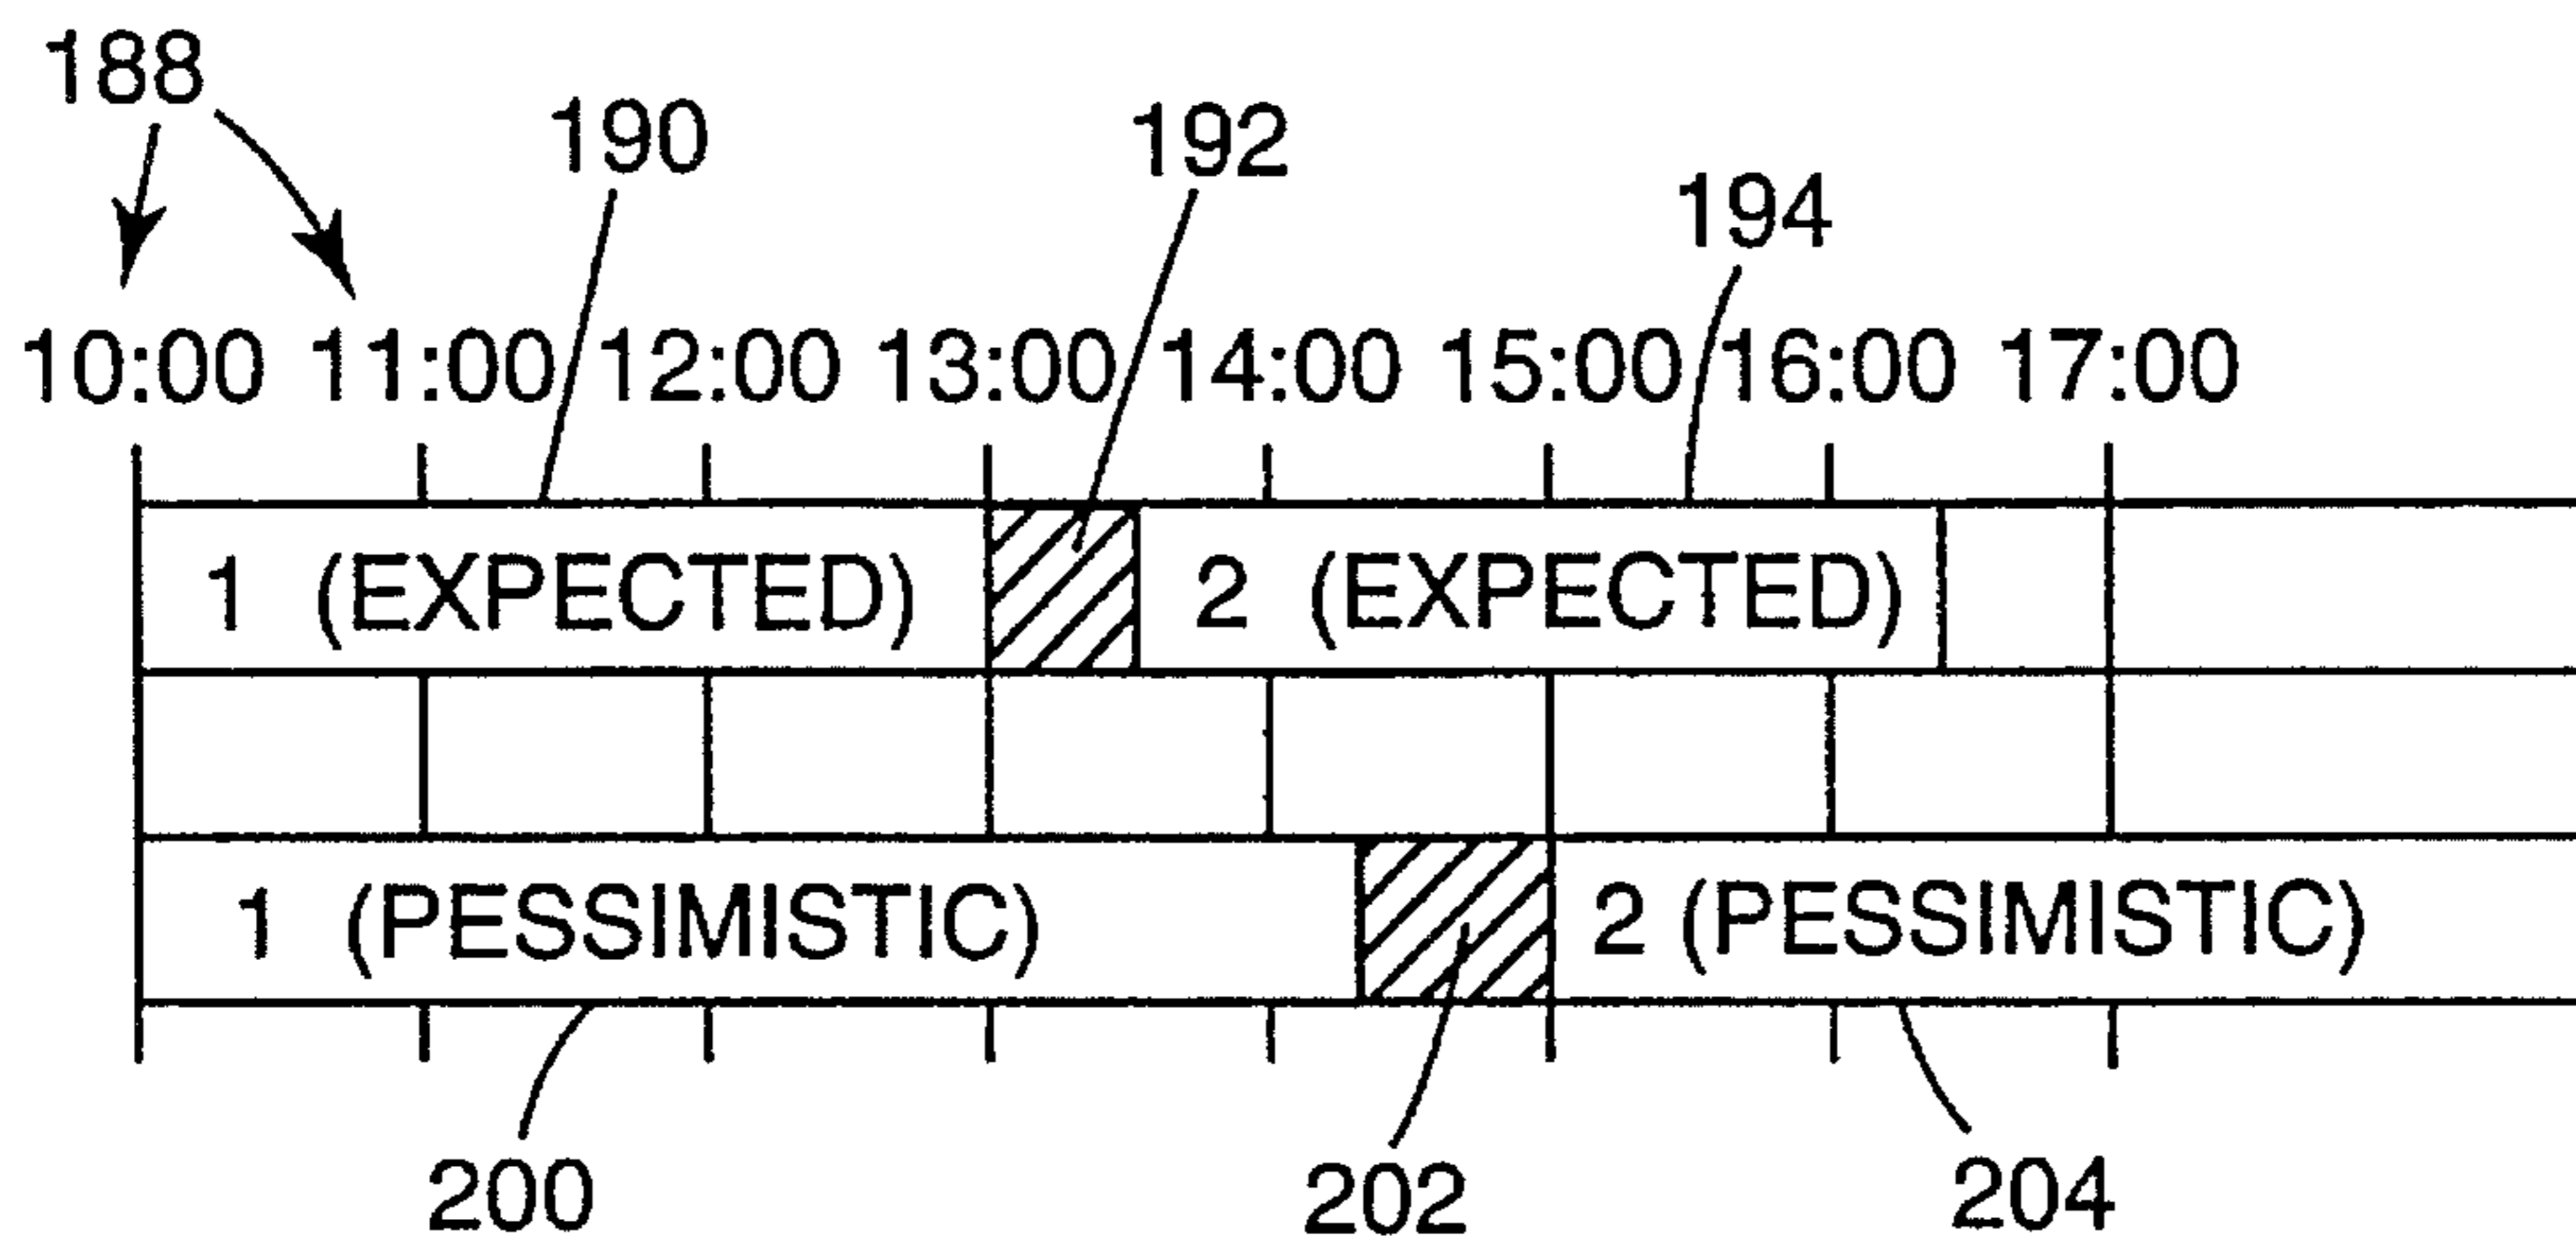 188
190 192
194
10:00 11:00 12:00 13:00 14:00 15:00 16:00 17:00
1 (EXPECTED) 2 (EXPECTED)
1 (PESSIMISTIC) 2 (PESSIMISTIC)
200 202 204